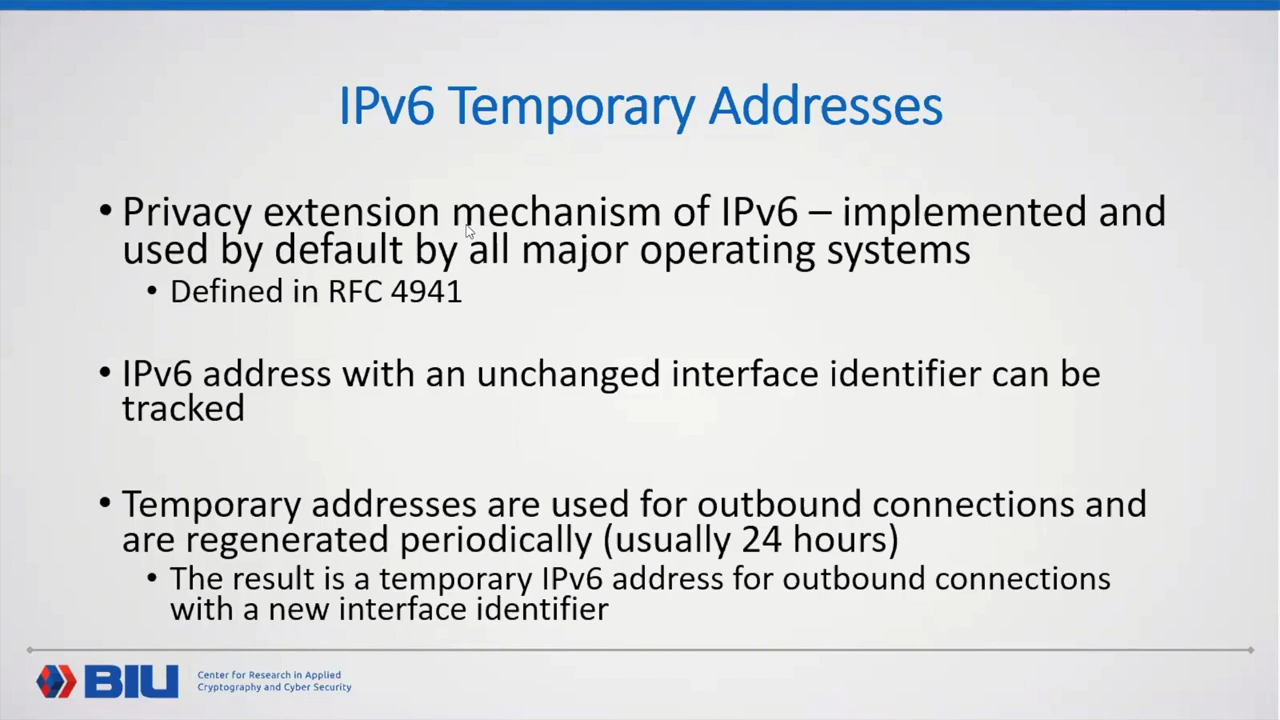 IPv6 Temporary Addresses
• Privacy extension mechanism of IPv6 – implemented and
used by default by all major operating systems
• Defined in RFC 4941
• IPv6 address with an unchanged interface identifier can be
tracked
• Temporary addresses are used for outbound connections and
are regenerated periodically (usually 24 hours)
• The result is a temporary IPv6 address for outbound connections
with a new interface identifier
BIU
Center for Research in Applied
Cryptography and Cyber Security